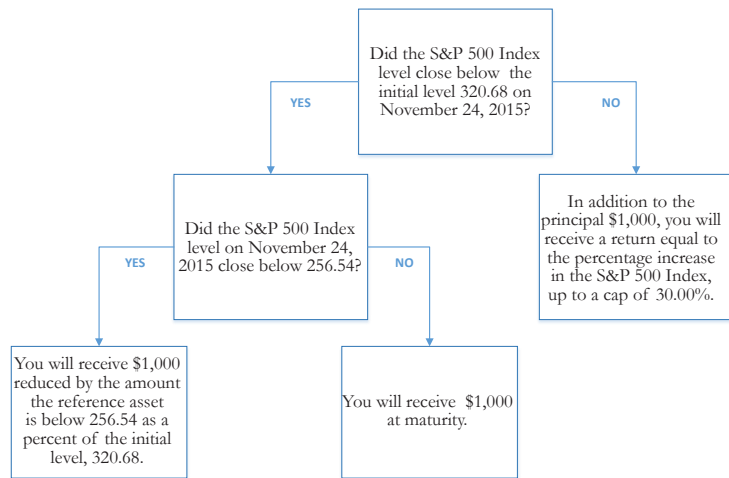 Did the S&P 500 Index
level close below the
initial level 320.68 on
November 24, 2015?
YES
NO
Did the S&P 500 Index
level on November 24,
2015 close below 256.54?
In addition to the
principal $1,000, you will
receive a return equal to
the percentage increase
in the S&P 500 Index,
up to a cap of 30.00%.
YES
NO
You will receive $1,000
reduced by the amount
the reference asset
is below 256.54 as a
percent of the initial
level, 320.68.
You will receive $1,000
at maturity.